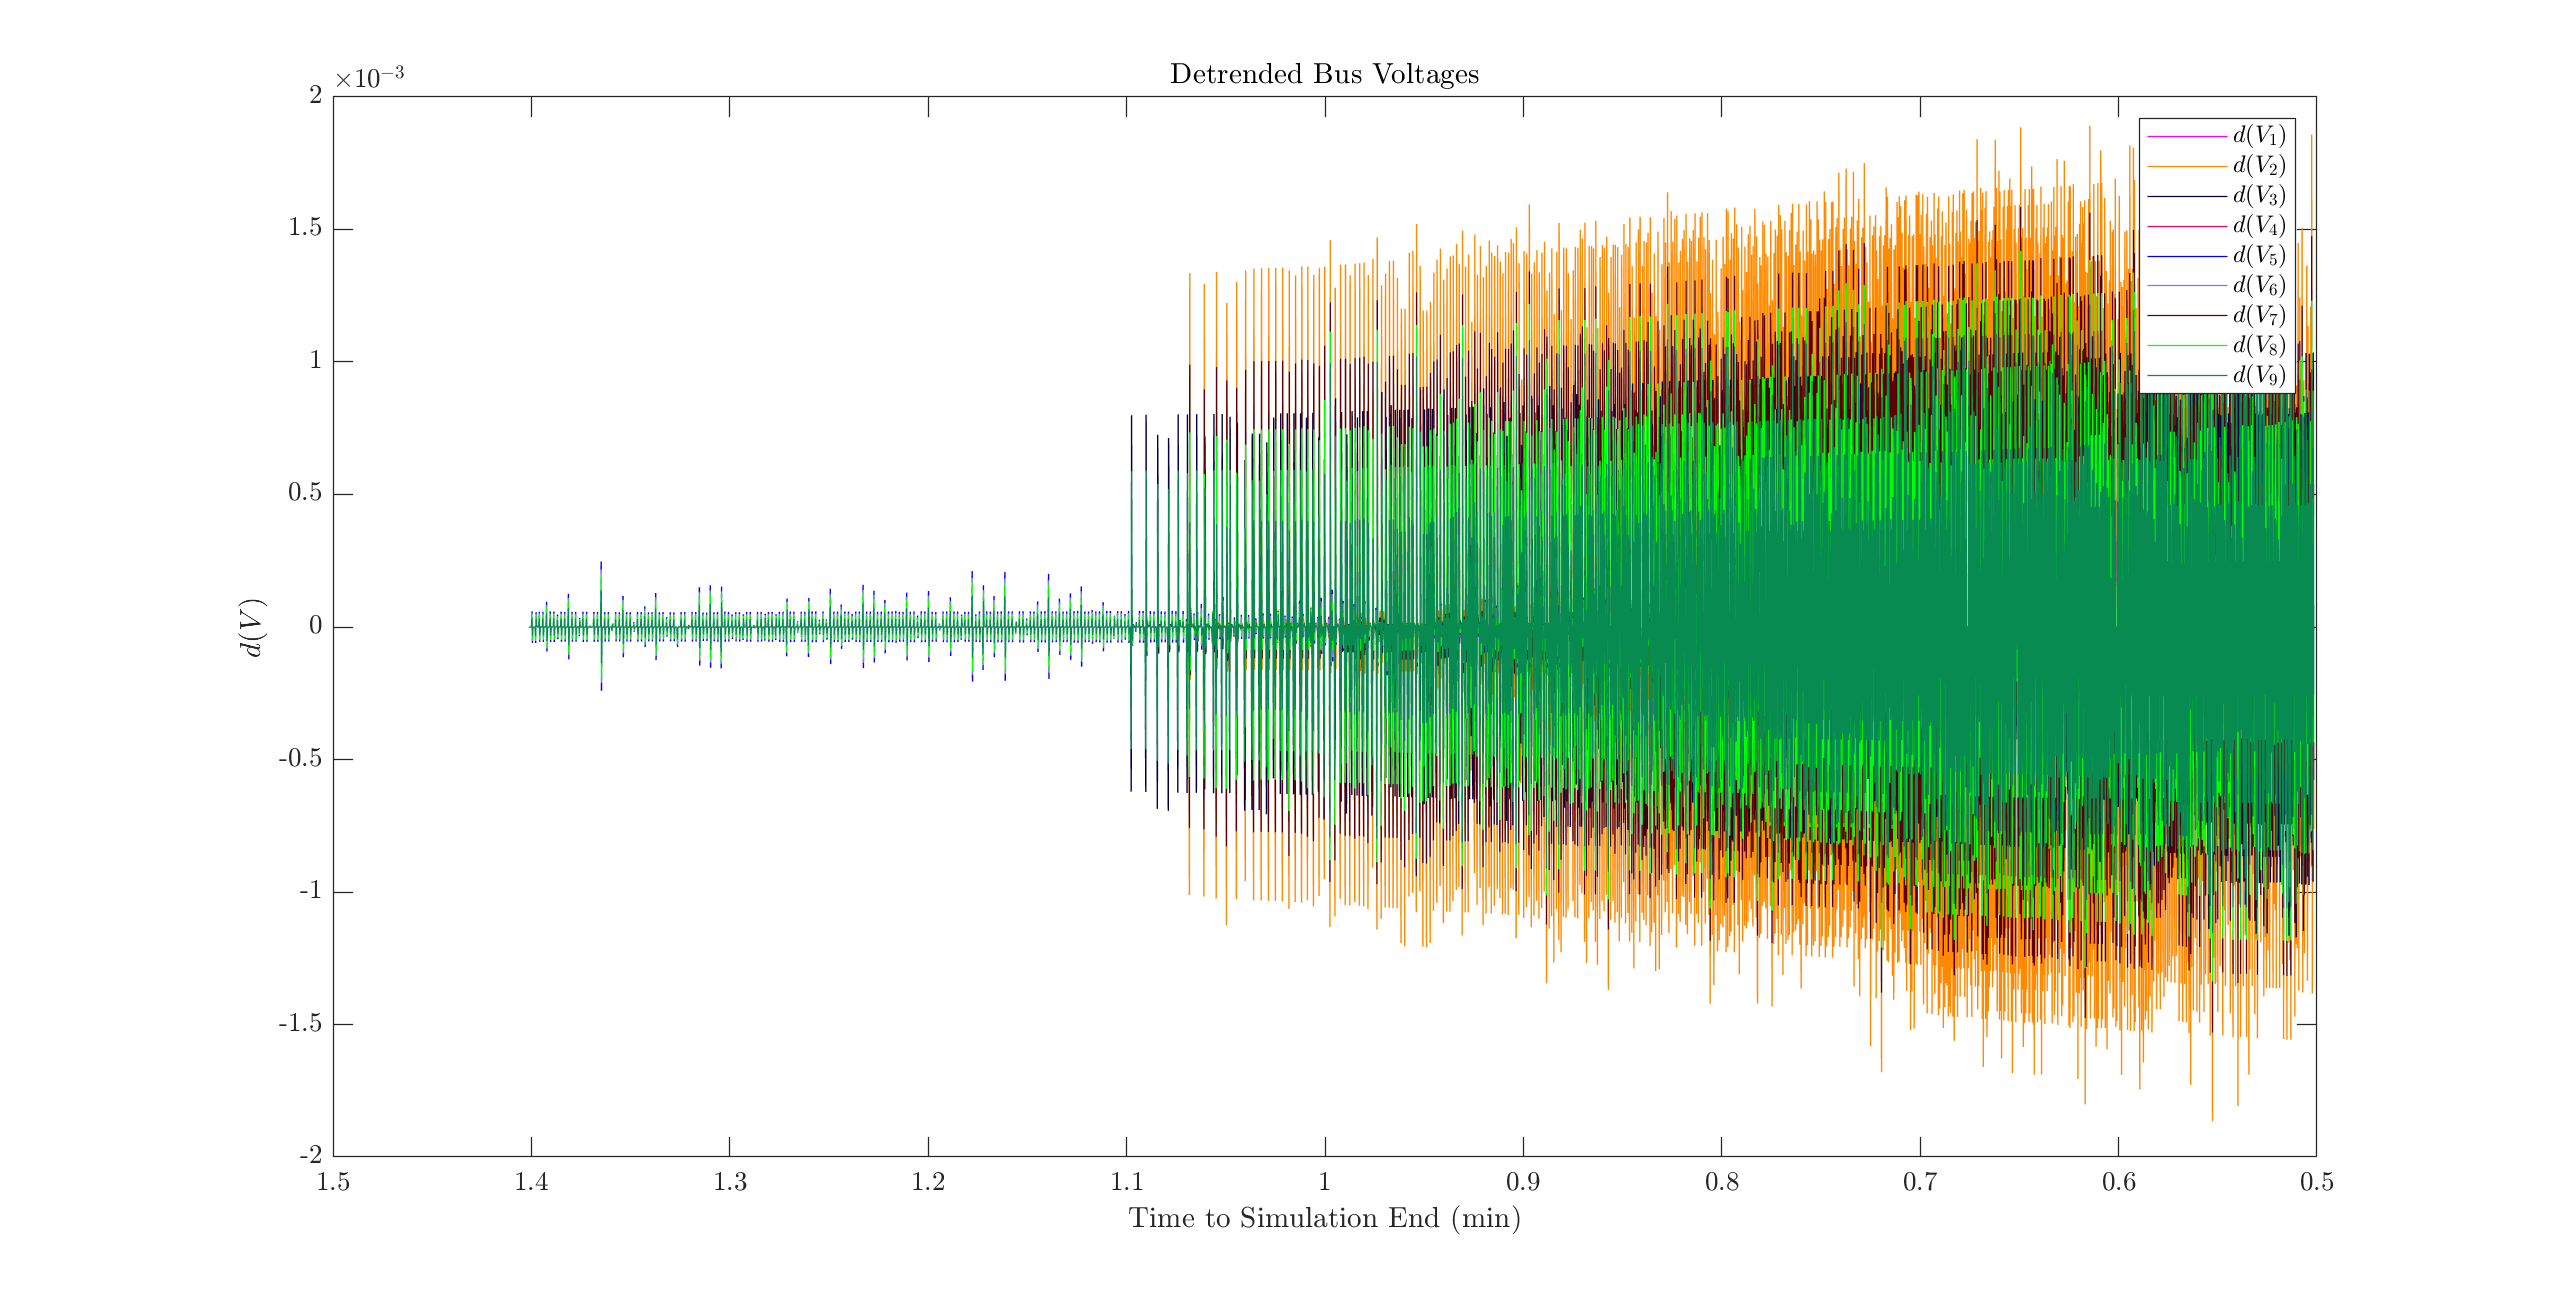 Detrended Bus Voltages
×10⁻³
2
1.5
1
0.5
0
-0.5
-1
-1.5
-2
d(V)
d(V₁)
d(V₂)
d(V₃)
d(V₄)
d(V₅)
d(V₆)
d(V₇)
d(V₈)
d(V₉)
1.5 1.4 1.3 1.2 1.1 1 0.9 0.8 0.7 0.6 0.5
Time to Simulation End (min)